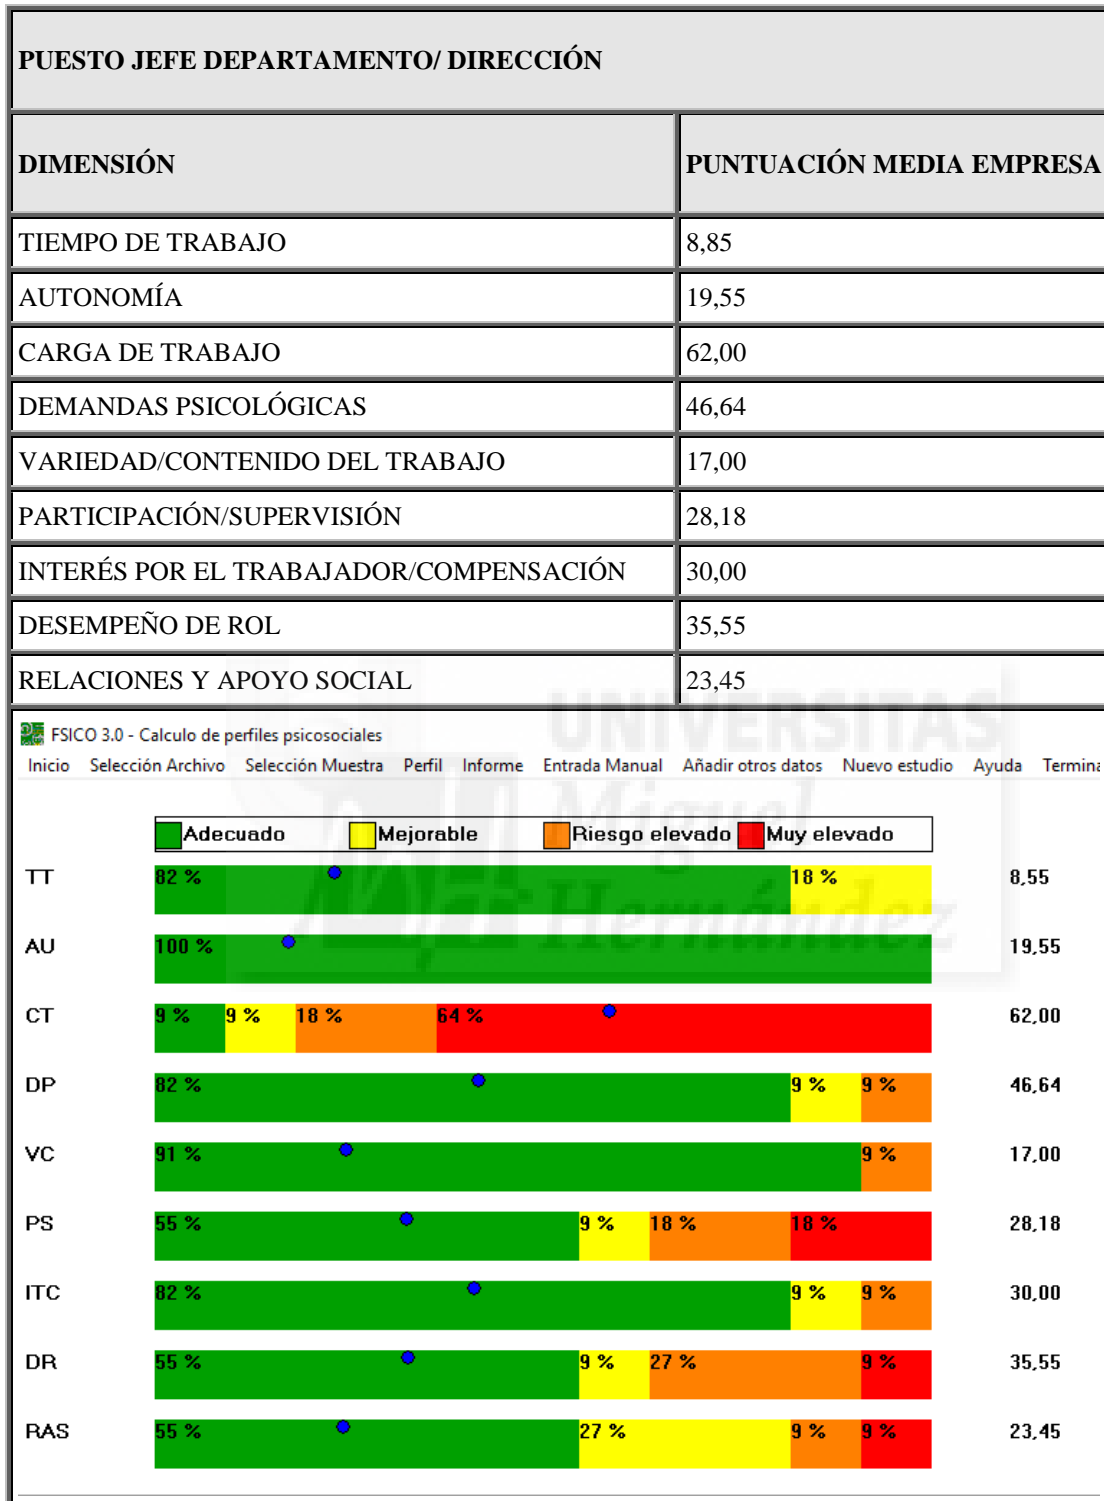 PUESTO JEFE DEPARTAMENTO/ DIRECCIÓN
DIMENSIÓN PUNTUACIÓN MEDIA EMPRESA
TIEMPO DE TRABAJO 8,85
AUTONOMÍA 19,55
CARGA DE TRABAJO 62,00
DEMANDAS PSICOLÓGICAS 46,64
VARIEDAD/CONTENIDO DEL TRABAJO 17,00
PARTICIPACIÓN/SUPERVISIÓN 28,18
INTERÉS POR EL TRABAJADOR/COMPENSACIÓN 30,00
DESEMPEÑO DE ROL 35,55
RELACIONES Y APOYO SOCIAL 23,45
UNIVERSITAS
Miguel
Hernández
FSICO 3.0 - Calculo de perfiles psicosociales
Inicio Selección Archivo Selección Muestra Perfil Informe Entrada Manual Añadir otros datos Nuevo estudio Ayuda Termina
Adecuado Mejorable Riesgo elevado Muy elevado
TT 82 % 18 % 8,55
AU 100 % 19,55
CT 9 % 9 % 18 % 64 % 62,00
DP 82 % 9 % 9 % 46,64
VC 91 % 9 % 17,00
PS 55 % 9 % 18 % 18 % 28,18
ITC 82 % 9 % 9 % 30,00
DR 55 % 9 % 27 % 9 % 35,55
RAS 55 % 27 % 9 % 9 % 23,45